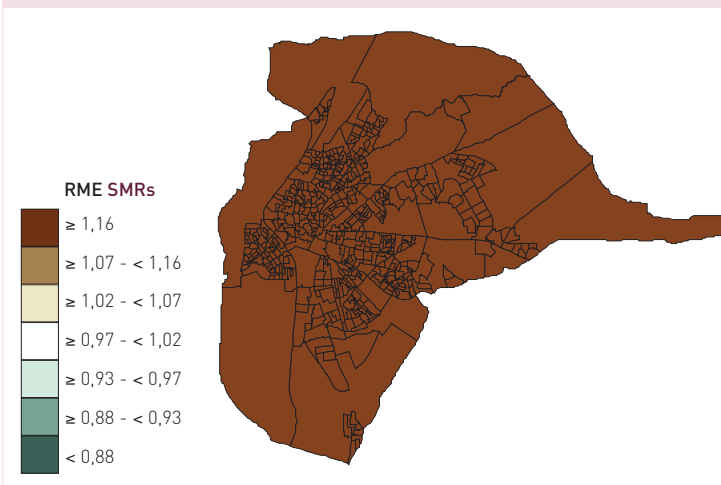 RME SMRs
≥ 1,16
≥ 1,07 - < 1,16
≥ 1,02 - < 1,07
≥ 0,97 - < 1,02
≥ 0,93 - < 0,97
≥ 0,88 - < 0,93
< 0,88